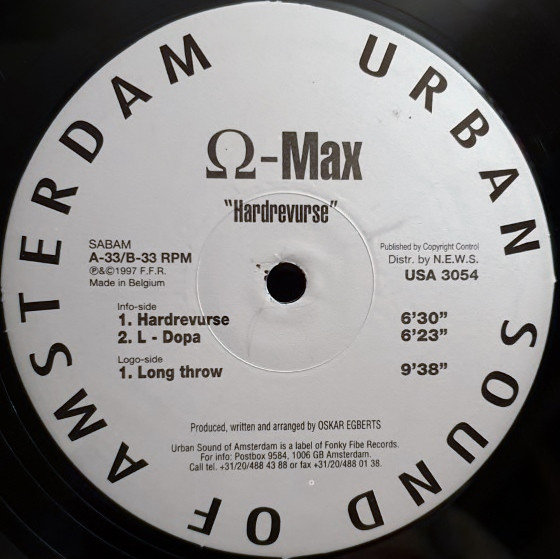 URBAN SOUND OF AMSTERDAM
Ω-Max
"Hardrevurse"
SABAM
A-33/B-33 RPM
℗&©1997 F.F.R.
Made in Belgium
Published by Copyright Control
Distr. by N.E.W.S.
USA 3054
Info-side
1. Hardrevurse 6'30"
2. L - Dopa 6'23"
Logo-side
1. Long throw 9'38"
Produced, written and arranged by OSKAR EGBERTS
Urban Sound of Amsterdam is a label of Fonky Fibe Records.
For info: Postbox 9584, 1006 GB Amsterdam.
Call tel. +31/20/488 43 88 or fax +31/20/488 01 38.